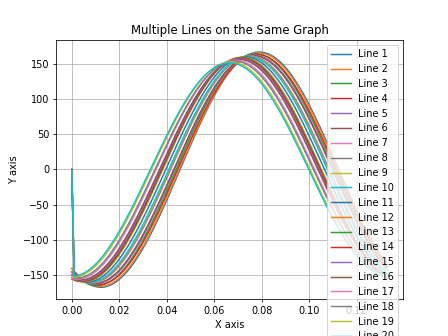 Multiple Lines on the Same Graph
Y axis
150
100
50
0
−50
−100
−150
0.00
0.02
0.04
0.06
0.08
0.10
X axis
Line 1
Line 2
Line 3
Line 4
Line 5
Line 6
Line 7
Line 8
Line 9
Line 10
Line 11
Line 12
Line 13
Line 14
Line 15
Line 16
Line 17
Line 18
Line 19
Line 20